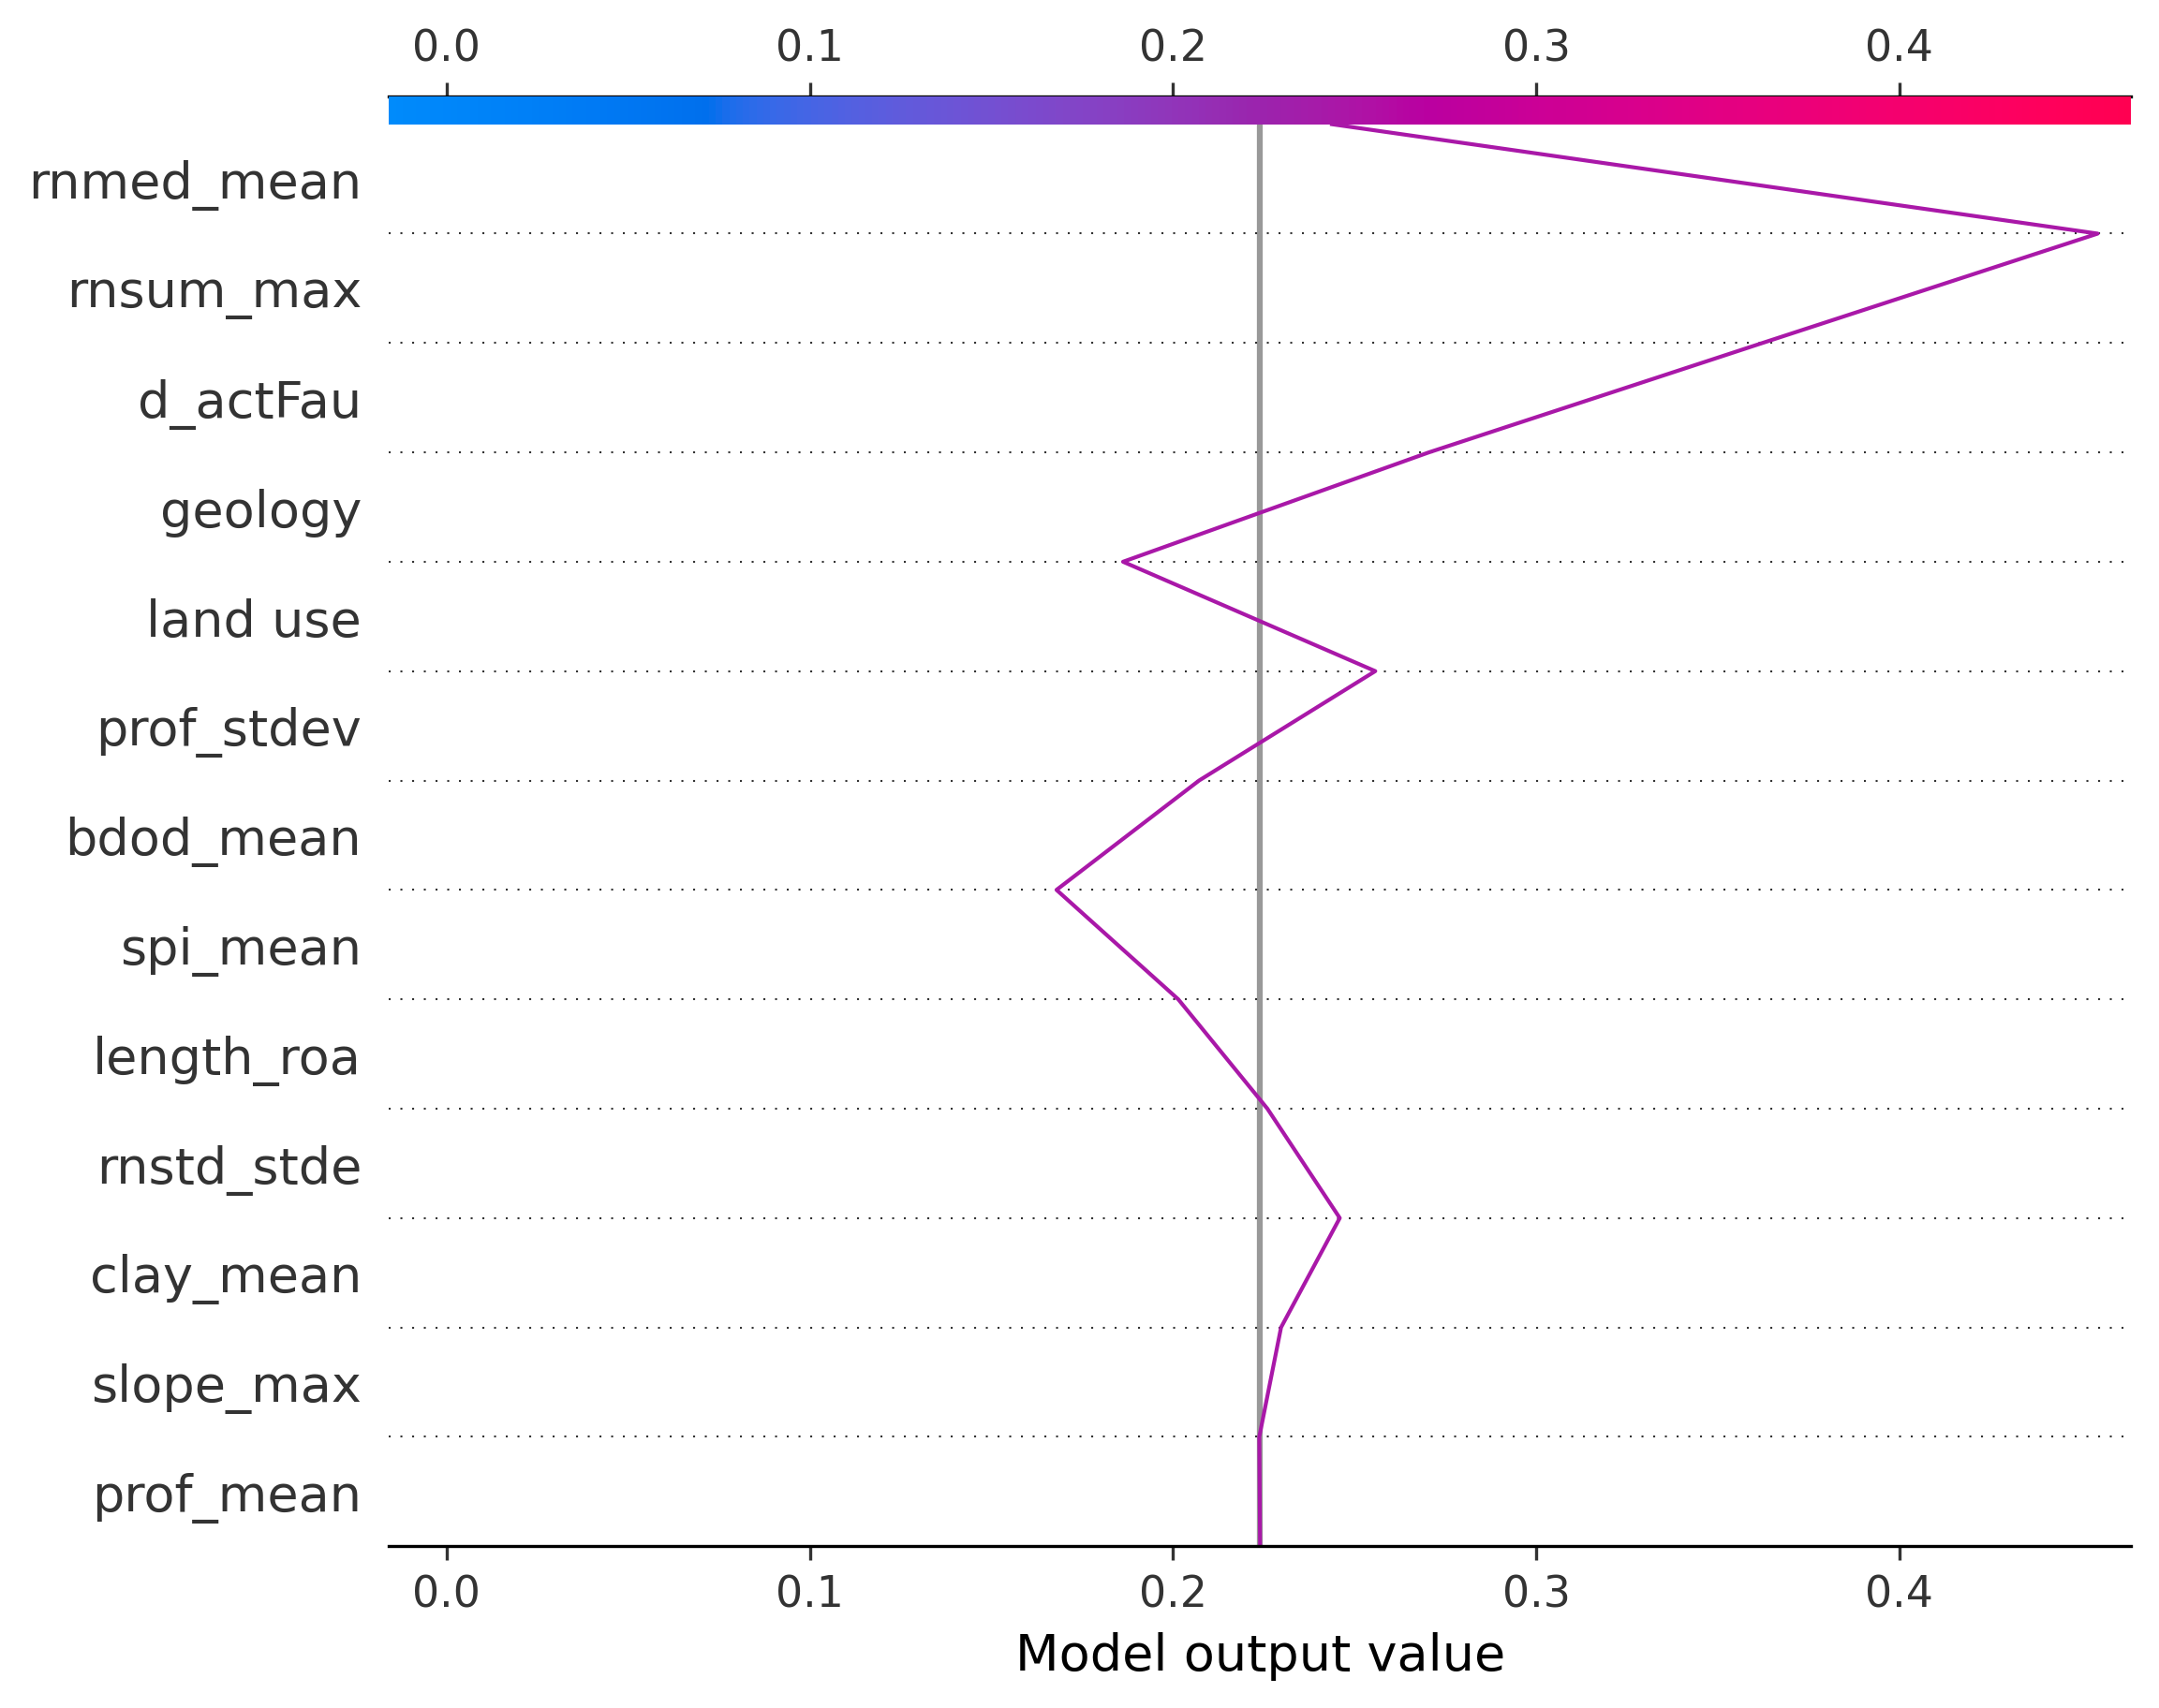 0.0 0.1 0.2 0.3 0.4
rnmed_mean
rnsum_max
d_actFau
geology
land use
prof_stdev
bdod_mean
spi_mean
length_roa
rnstd_stde
clay_mean
slope_max
prof_mean
0.0 0.1 0.2 0.3 0.4
Model output value